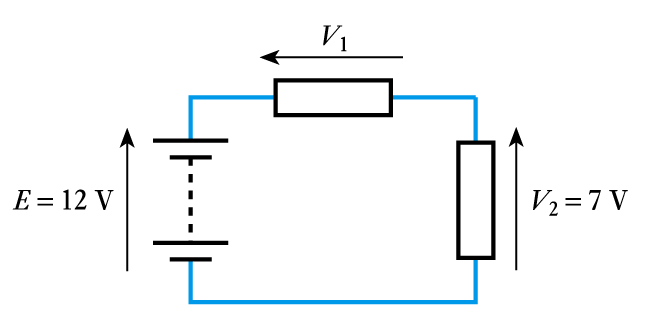 V₁
E = 12 V
V₂ = 7 V